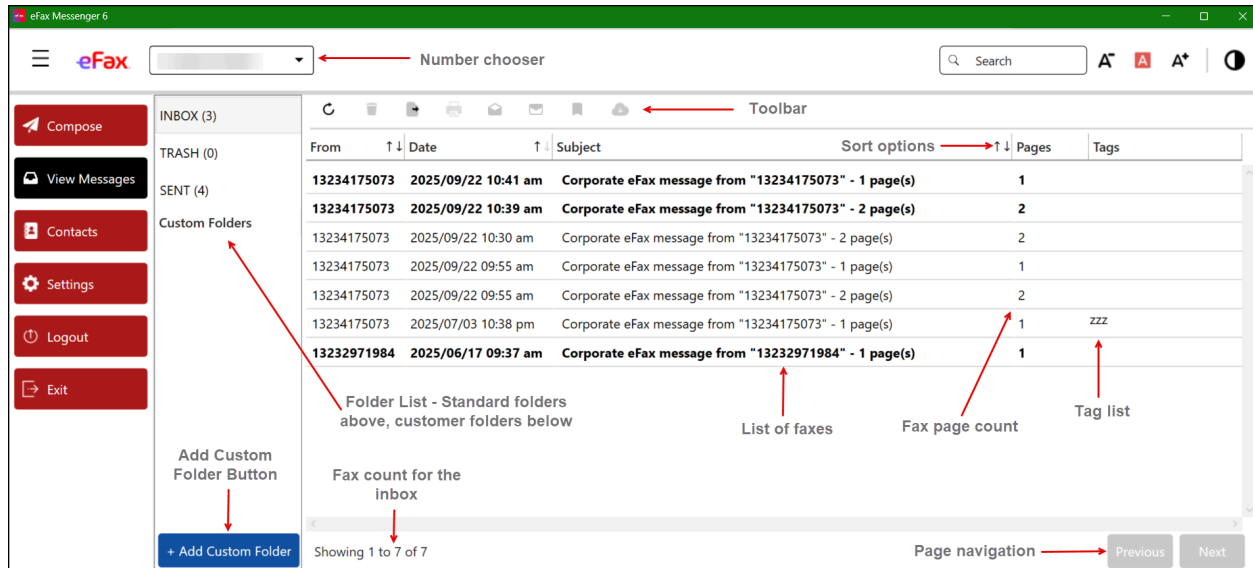 eFax Messenger 6
eFax
Number chooser
Search
A-
A
A+
Compose
View Messages
Contacts
Settings
Logout
Exit
INBOX (3)
TRASH (0)
SENT (4)
Custom Folders
Folder List - Standard folders
above, customer folders below
Add Custom
Folder Button
+ Add Custom Folder
Toolbar
Sort options
From ↑↓ Date ↑↓ Subject ↑↓ Pages Tags
13234175073 2025/09/22 10:41 am Corporate eFax message from "13234175073" - 1 page(s) 1
13234175073 2025/09/22 10:39 am Corporate eFax message from "13234175073" - 2 page(s) 2
13234175073 2025/09/22 10:30 am Corporate eFax message from "13234175073" - 2 page(s) 2
13234175073 2025/09/22 09:55 am Corporate eFax message from "13234175073" - 1 page(s) 1
13234175073 2025/09/22 09:55 am Corporate eFax message from "13234175073" - 2 page(s) 2
13234175073 2025/07/03 10:38 pm Corporate eFax message from "13234175073" - 1 page(s) 1 zzz
13232971984 2025/06/17 09:37 am Corporate eFax message from "13232971984" - 1 page(s) 1
List of faxes
Fax page count
Tag list
Fax count for the
inbox
Showing 1 to 7 of 7
Page navigation
Previous
Next